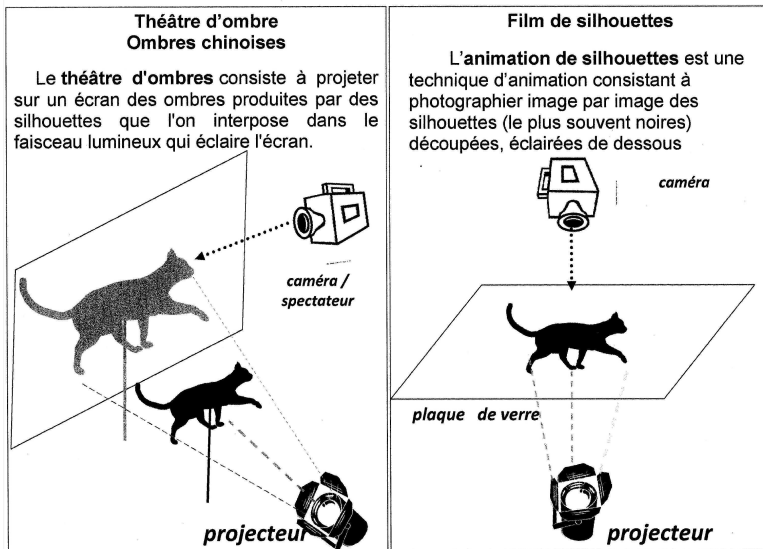 Théâtre d'ombre
Ombres chinoises
Le théâtre d'ombres consiste à projeter
sur un écran des ombres produites par des
silhouettes que l'on interpose dans le
faisceau lumineux qui éclaire l'écran.
caméra /
spectateur
projecteur
Film de silhouettes
L'animation de silhouettes est une
technique d'animation consistant à
photographier image par image des
silhouettes (le plus souvent noires)
découpées, éclairées de dessous
caméra
plaque de verre
projecteur